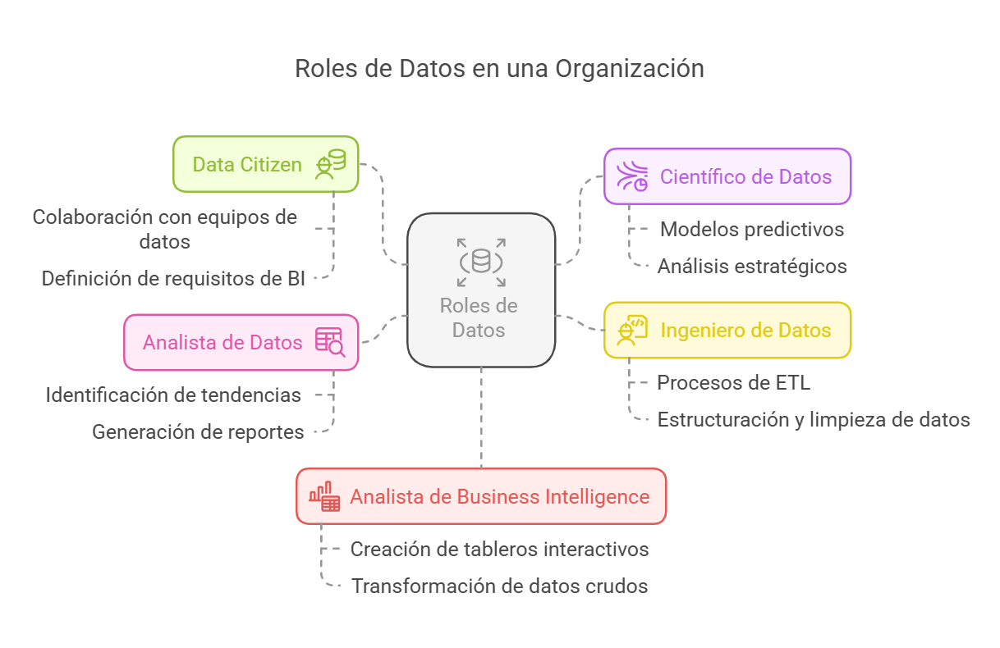 Roles de Datos en una Organización
Data Citizen
Colaboración con equipos de
datos
Definición de requisitos de BI
Analista de Datos
Identificación de tendencias
Generación de reportes
Roles de
Datos
Científico de Datos
Modelos predictivos
Análisis estratégicos
Ingeniero de Datos
Procesos de ETL
Estructuración y limpieza de datos
Analista de Business Intelligence
Creación de tableros interactivos
Transformación de datos crudos